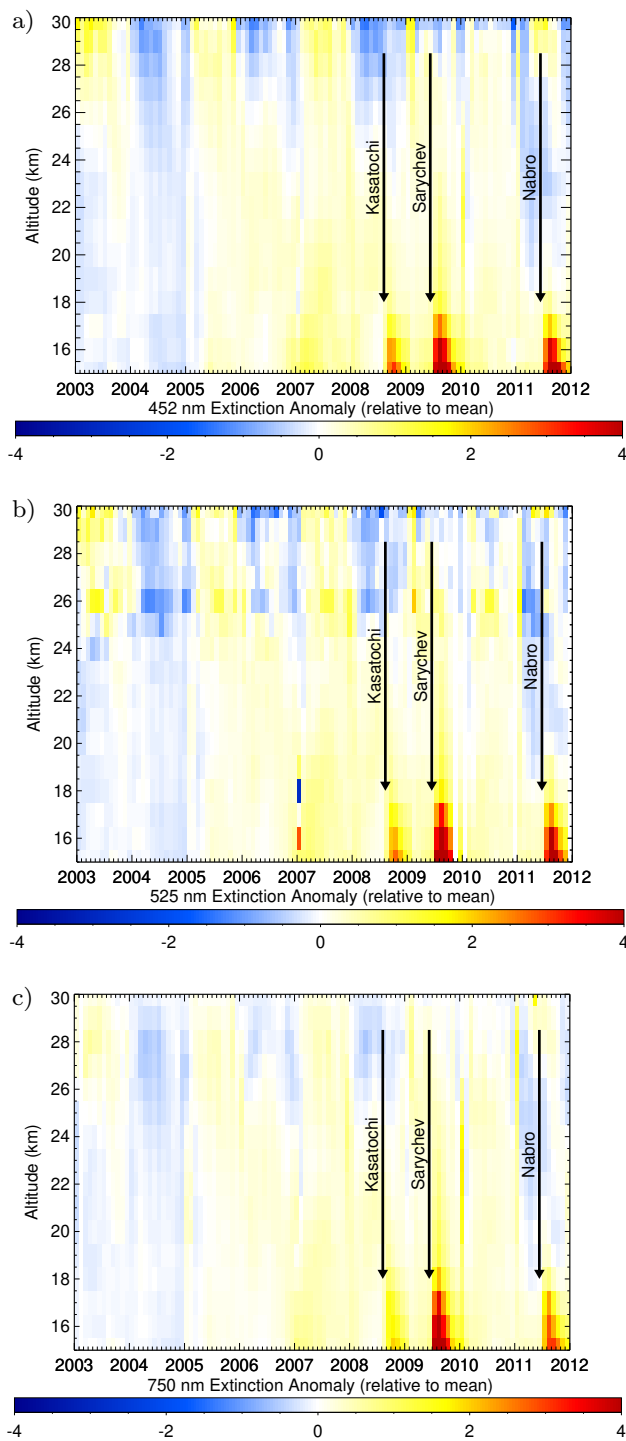 a)
30
28
26
24
22
20
18
16
Altitude (km)
Kasatochi
Sarychev
Nabro
2003 2004 2005 2006 2007 2008 2009 2010 2011 2012
452 nm Extinction Anomaly (relative to mean)
-4 -2 0 2 4
b)
30
28
26
24
22
20
18
16
Altitude (km)
Kasatochi
Sarychev
Nabro
2003 2004 2005 2006 2007 2008 2009 2010 2011 2012
525 nm Extinction Anomaly (relative to mean)
-4 -2 0 2 4
c)
30
28
26
24
22
20
18
16
Altitude (km)
Kasatochi
Sarychev
Nabro
2003 2004 2005 2006 2007 2008 2009 2010 2011 2012
750 nm Extinction Anomaly (relative to mean)
-4 -2 0 2 4